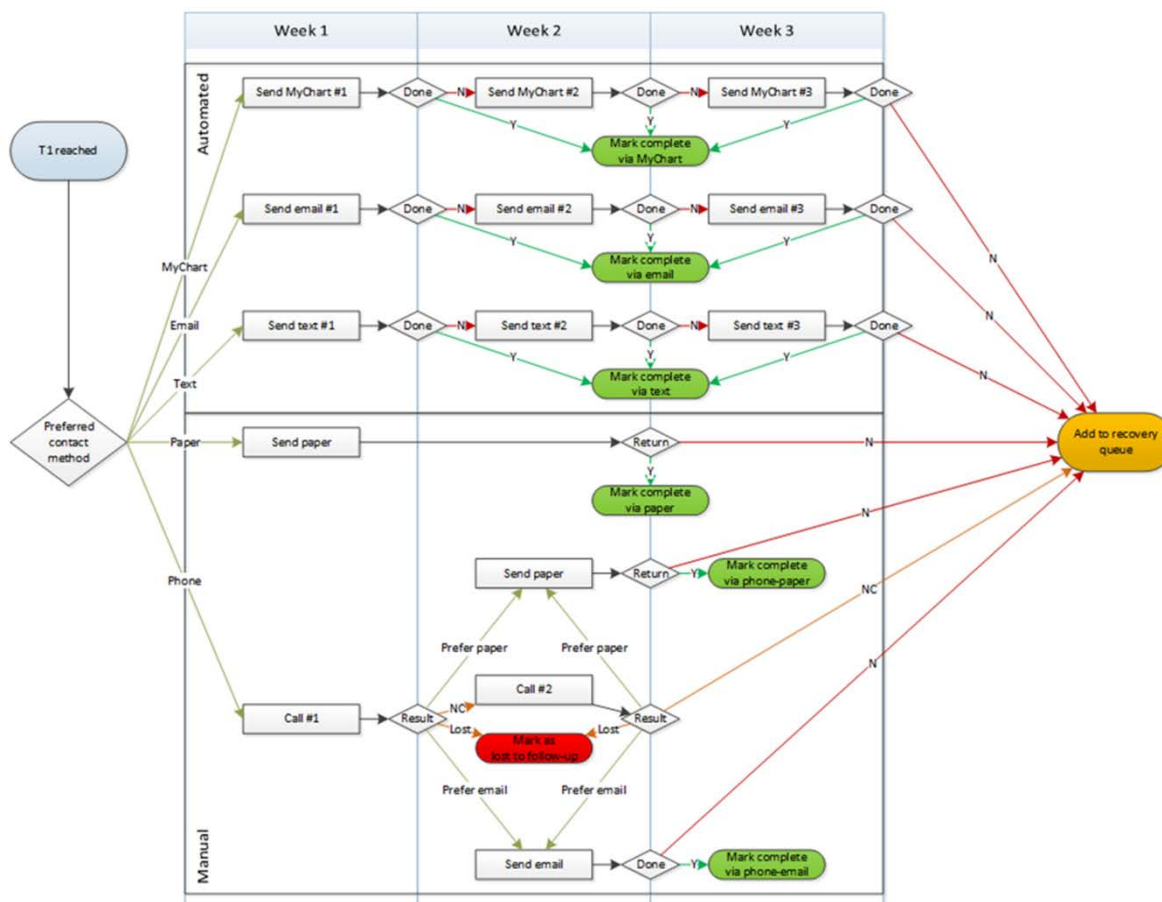 Week 1
Week 2
Week 3
Automated
Send MyChart #1
Done
N
Send MyChart #2
Done
N
Send MyChart #3
Done
Y
Y
Y
Mark complete
via MyChart
T1 reached
Send email #1
Done
N
Send email #2
Done
N
Send email #3
Done
Y
Y
Y
Mark complete
via email
N
MyChart
Email
Send text #1
Done
N
Send text #2
Done
N
Send text #3
Done
N
Y
Y
Y
Mark complete
via text
N
Text
Preferred
contact
method
Paper
Send paper
Return
N
Add to recovery
queue
Y
Mark complete
via paper
N
Phone
Send paper
Return
Y
Mark complete
via phone-paper
NC
Prefer paper
Prefer paper
N
Call #1
Result
NC
Call #2
Result
Lost
Mark as
lost to follow-up
Lost
Prefer email
Prefer email
Manual
Send email
Done
Y
Mark complete
via phone-email